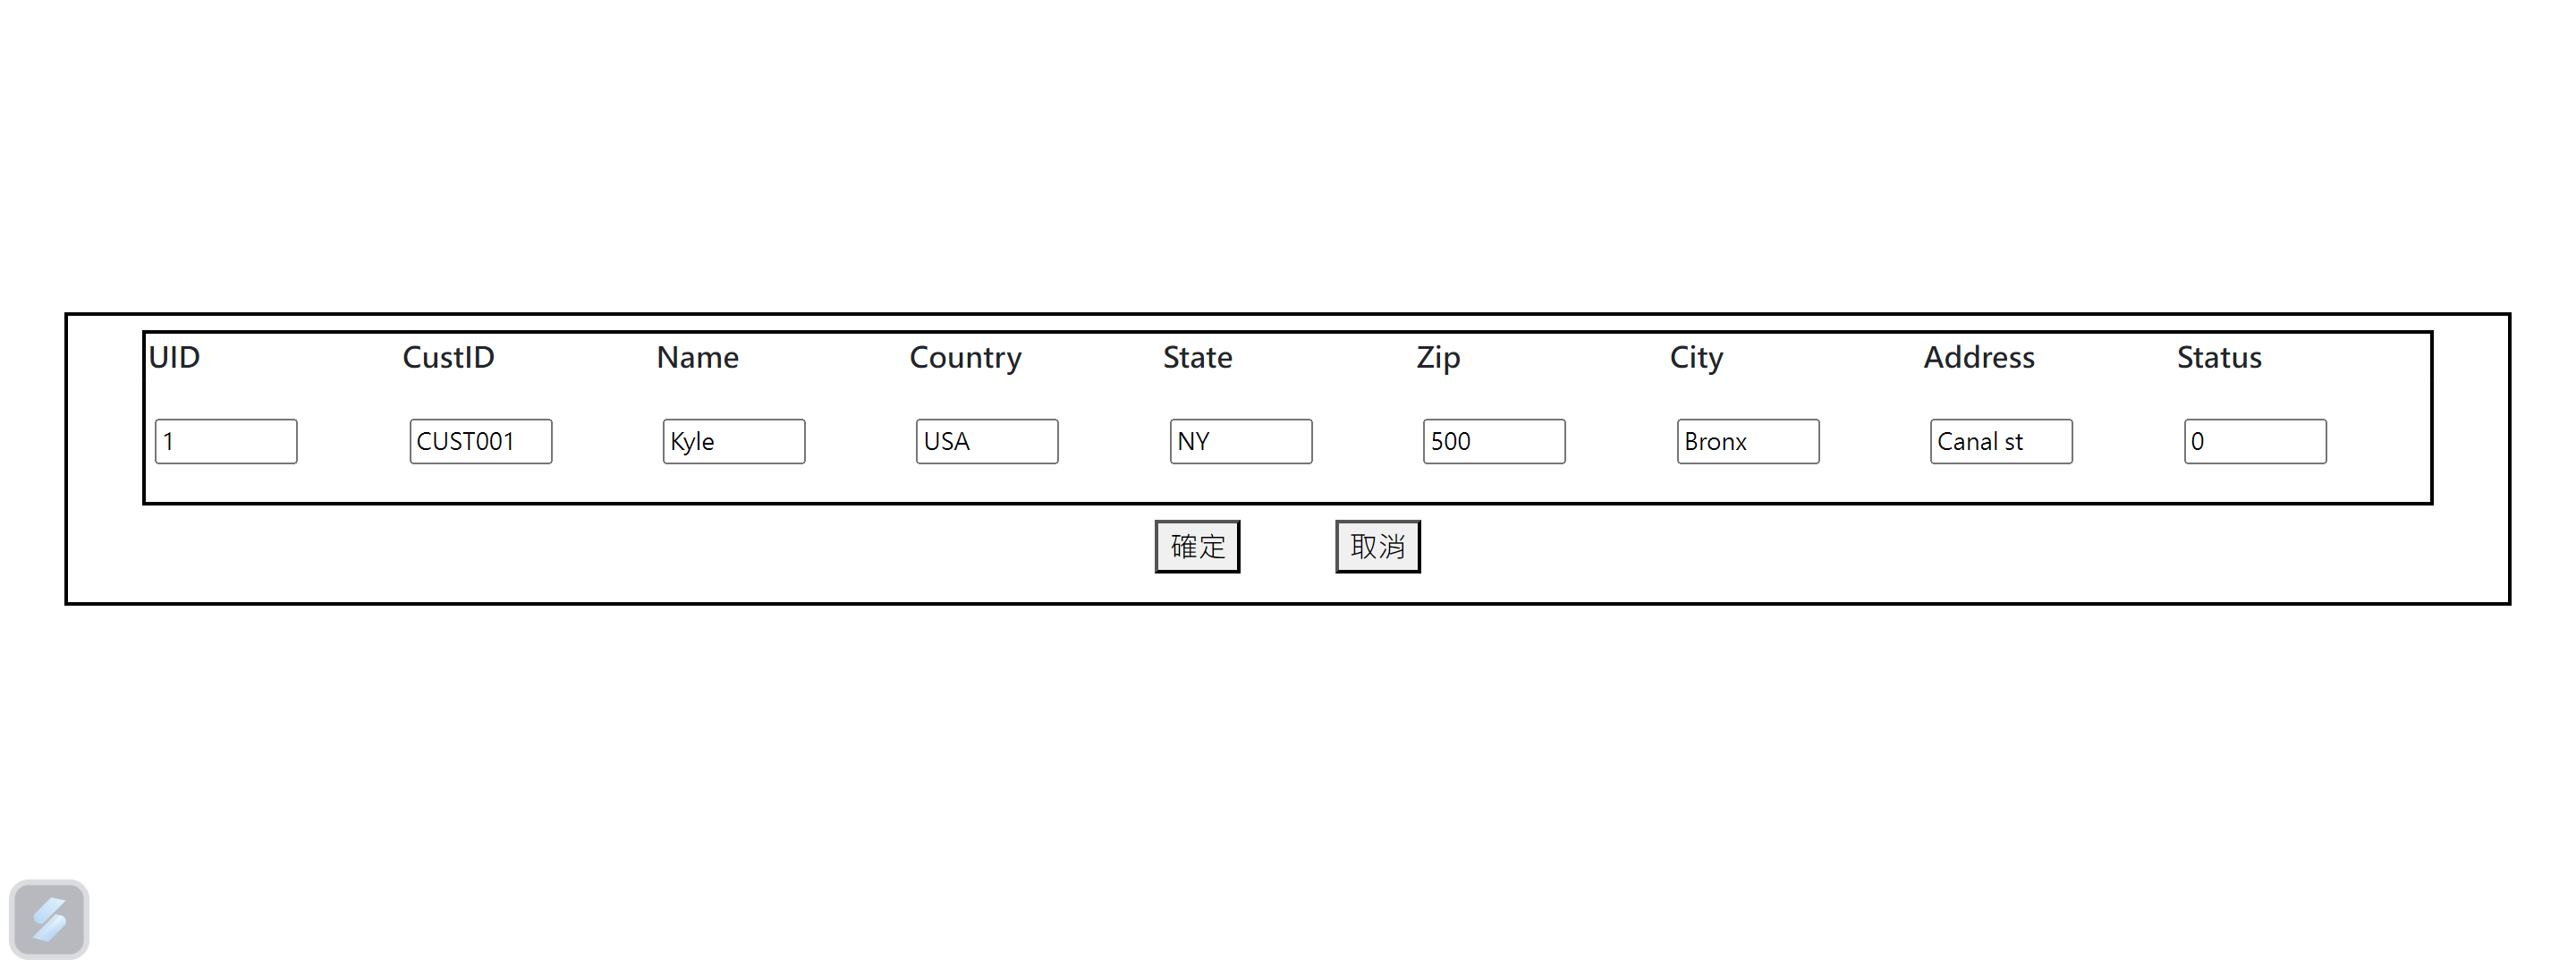 UID CustID Name Country State Zip City Address Status
1 CUST001 Kyle USA NY 500 Bronx Canal st 0
確定 取消